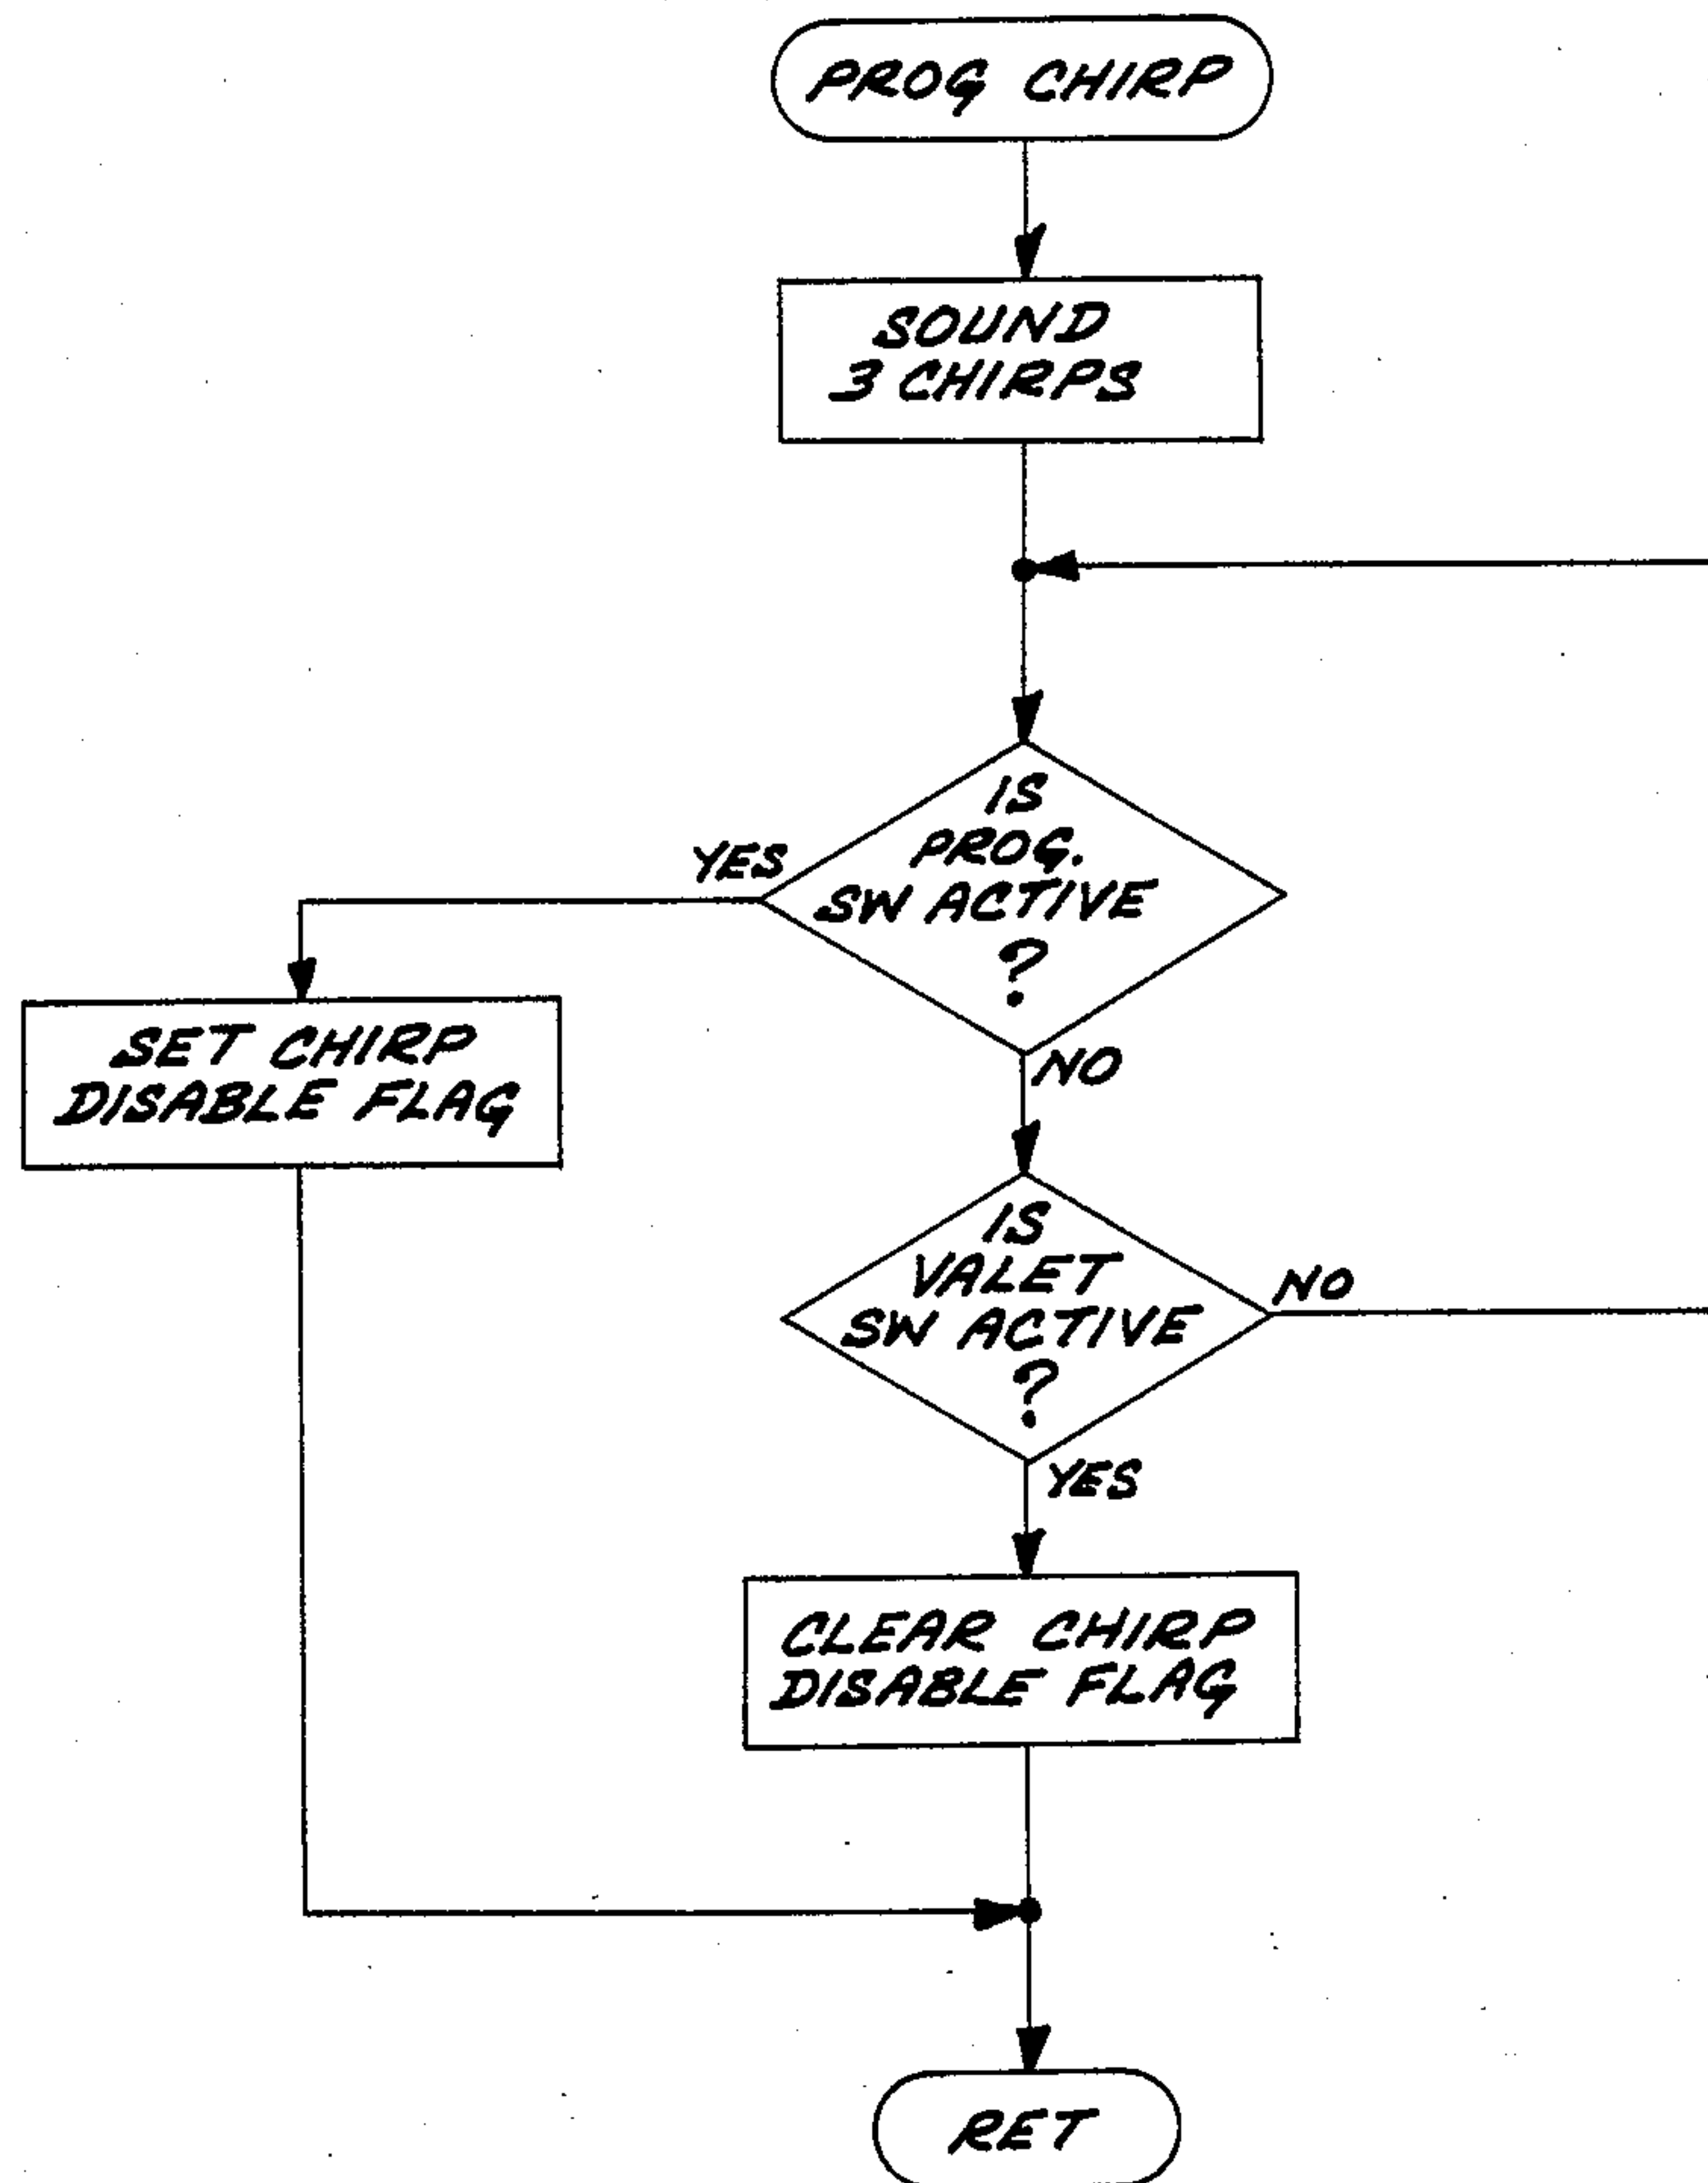 PROG CHIRP
SOUND
3 CHIRPS
IS
PROG.
SW ACTIVE
?
YES
NO
SET CHIRP
DISABLE FLAG
IS
VALET
SW ACTIVE
?
NO
YES
CLEAR CHIRP
DISABLE FLAG
RET